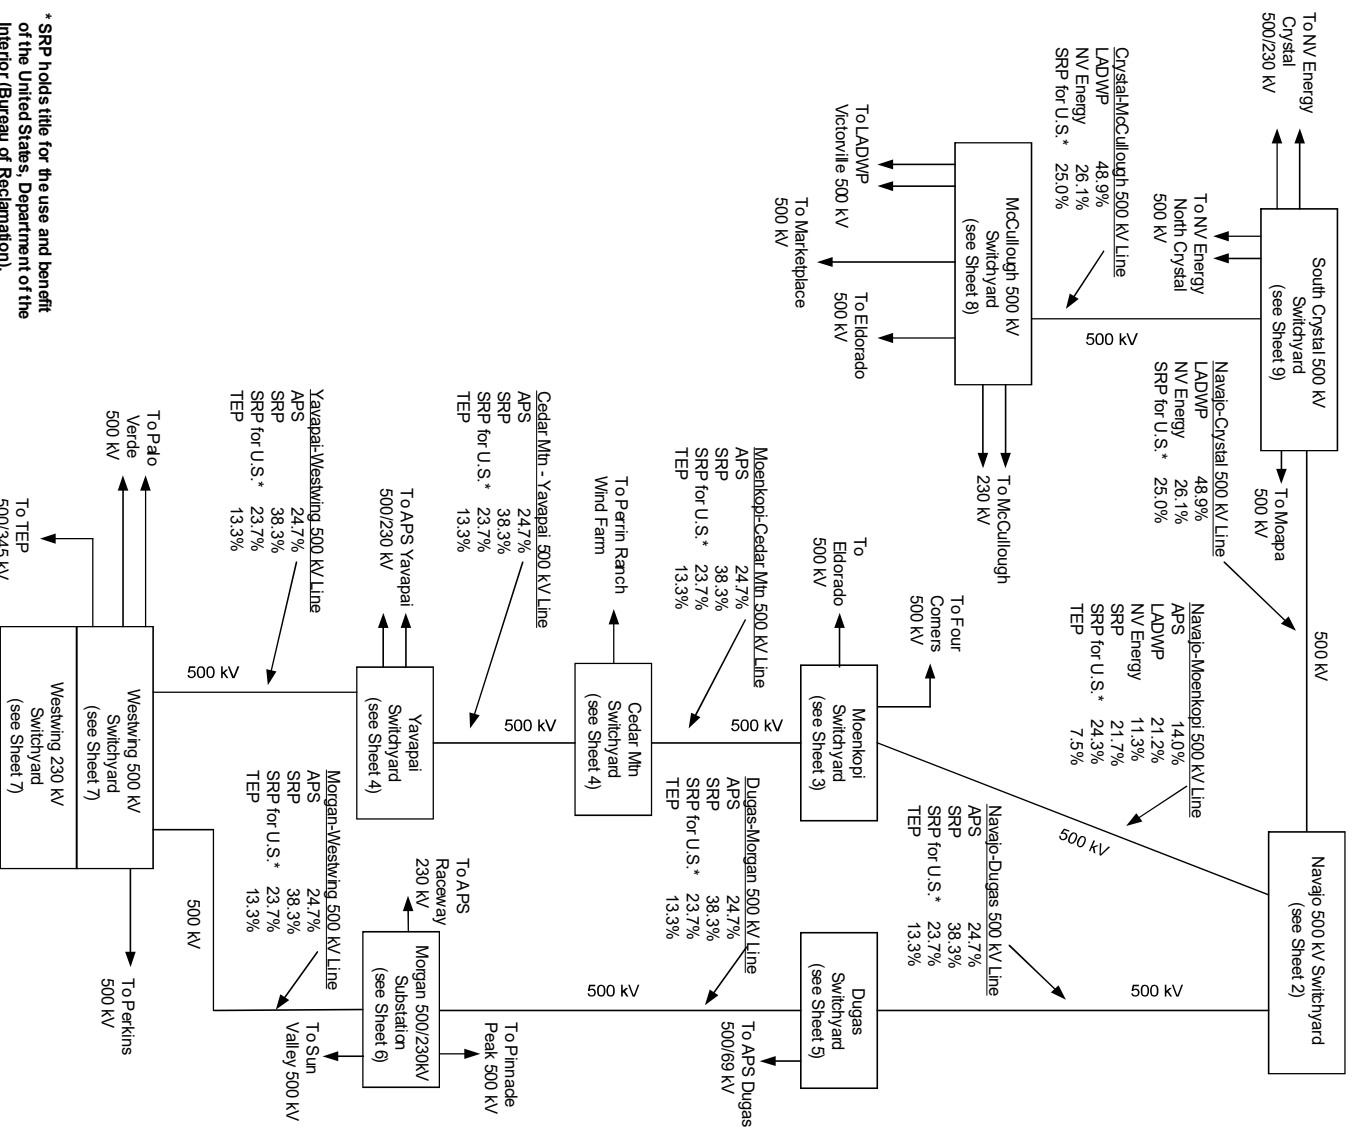 To NV Energy
Crystal
500/230 kV
South Crystal 500 kV
Switchyard
(see Sheet 9)
To NV Energy
North Crystal
500 kV
To Moapa
500 kV
500 kV
Navajo 500 kV Switchyard
(see Sheet 2)
Crystal-McCullough 500 kV Line
LADWP 48.9%
NV Energy 26.1%
SRP for U.S.* 25.0%
500 kV
Navajo-Crystal 500 kV Line
LADWP 48.9%
NV Energy 26.1%
SRP for U.S.* 25.0%
Navajo-Moenkopi 500 kV Line
APS 14.0%
LADWP 21.2%
NV Energy 11.3%
SRP 21.7%
SRP for U.S.* 24.3%
TEP 7.5%
500 kV
500 kV
McCullough 500 kV
Switchyard
(see Sheet 8)
To LADWP
Victorville 500 kV
To Marketplace
500 kV
To Eldorado
500 kV
To McCullough
230 kV
Navajo-Dugas 500 kV Line
APS 24.7%
SRP 38.3%
SRP for U.S.* 23.7%
TEP 13.3%
To Four
Corners
500 kV
To
Eldorado
500 kV
Moenkopi
Switchyard
(see Sheet 3)
Dugas
Switchyard
(see Sheet 5)
To APS Dugas
500/69 kV
Moenkopi-Cedar Mtn 500 kV Line
APS 24.7%
SRP 38.3%
SRP for U.S.* 23.7%
TEP 13.3%
500 kV
Dugas-Morgan 500 kV Line
APS 24.7%
SRP 38.3%
SRP for U.S.* 23.7%
TEP 13.3%
500 kV
To Perrin Ranch
Wind Farm
Cedar Mtn
Switchyard
(see Sheet 4)
Cedar Mtn - Yavapai 500 kV Line
APS 24.7%
SRP 38.3%
SRP for U.S.* 23.7%
TEP 13.3%
500 kV
To Pinnacle
Peak 500 kV
To APS Yavapai
500/230 kV
Yavapai
Switchyard
(see Sheet 4)
To APS
Raceway
230 kV
Morgan 500/230kV
Substation
(see Sheet 6)
To Sun
Valley 500 kV
Yavapai-Westwing 500 kV Line
APS 24.7%
SRP 38.3%
SRP for U.S.* 23.7%
TEP 13.3%
500 kV
Morgan-Westwing 500 kV Line
APS 24.7%
SRP 38.3%
SRP for U.S.* 23.7%
TEP 13.3%
500 kV
To Palo
Verde
500 kV
To TEP
500/345 kV
Westwing 500 kV
Switchyard
(see Sheet 7)
Westwing 230 kV
Switchyard
(see Sheet 7)
To Perkins
500 kV
* SRP holds title for the use and benefit
of the United States, Department of the
Interior (Bureau of Reclamation).